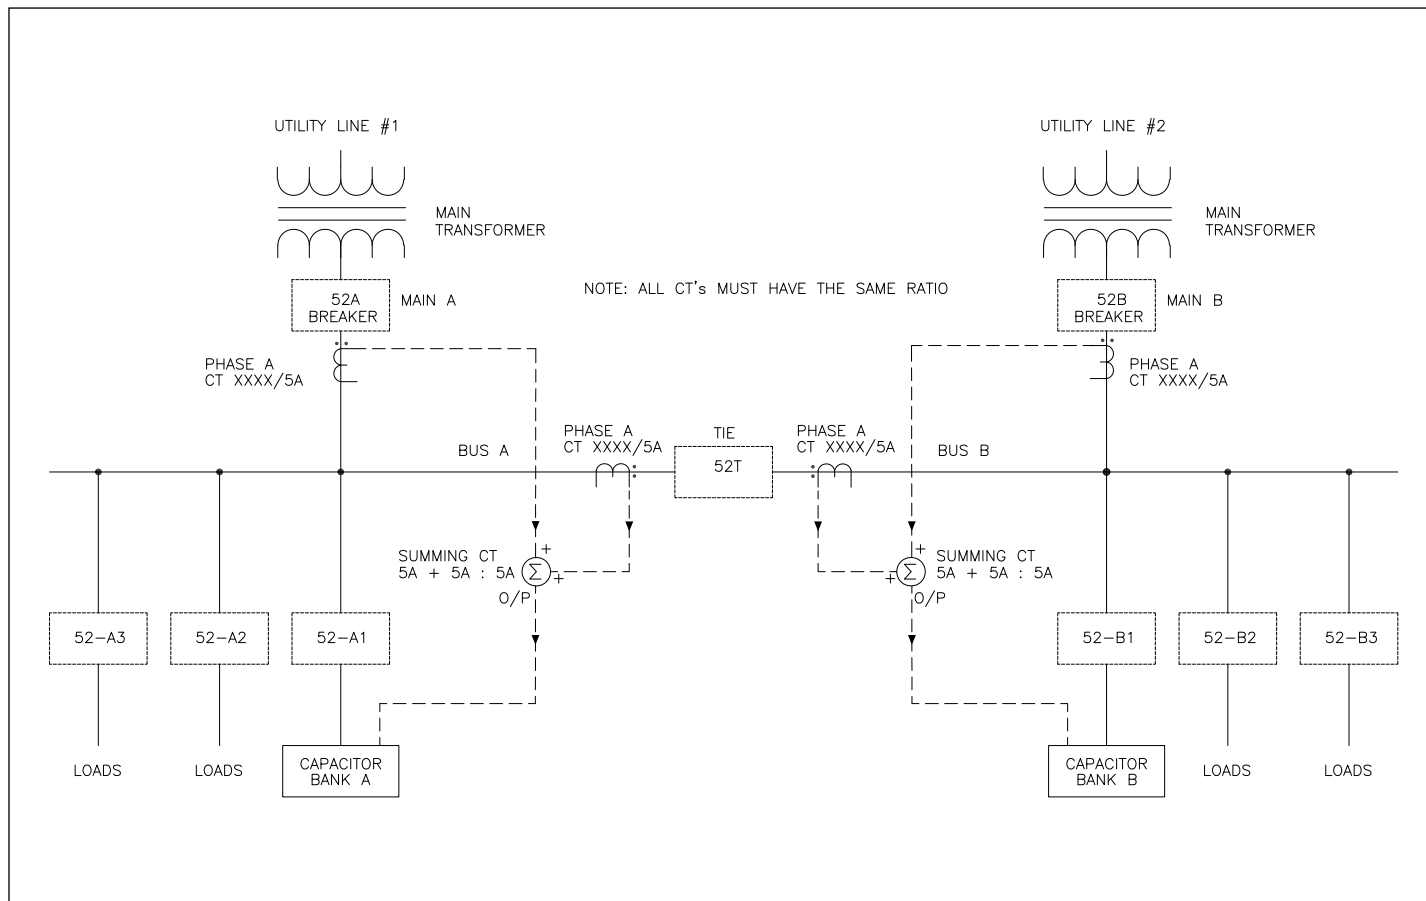 UTILITY LINE #1
UTILITY LINE #2
MAIN
TRANSFORMER
MAIN
TRANSFORMER
52A
BREAKER
MAIN A
NOTE: ALL CT's MUST HAVE THE SAME RATIO
52B
BREAKER
MAIN B
PHASE A
CT XXXX/5A
PHASE A
CT XXXX/5A
BUS A
PHASE A
CT XXXX/5A
TIE
52T
PHASE A
CT XXXX/5A
BUS B
SUMMING CT
5A + 5A : 5A
+
Σ
+
O/P
+
Σ
+
O/P
SUMMING CT
5A + 5A : 5A
52-A3
52-A2
52-A1
52-B1
52-B2
52-B3
LOADS
LOADS
CAPACITOR
BANK A
CAPACITOR
BANK B
LOADS
LOADS